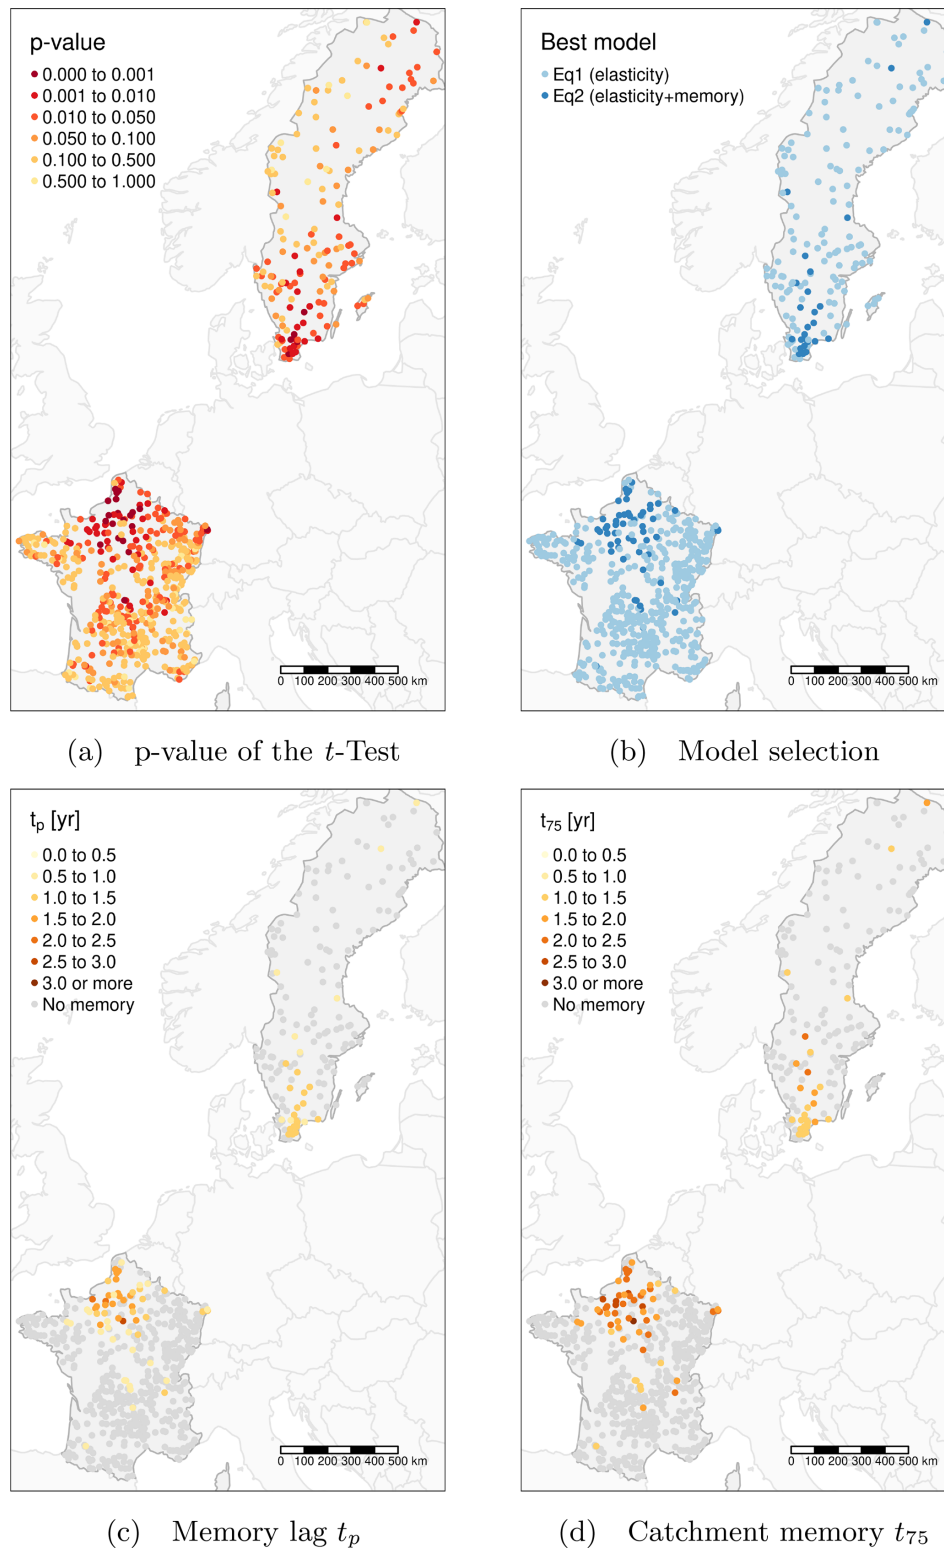 p-value
0.000 to 0.001
0.001 to 0.010
0.010 to 0.050
0.050 to 0.100
0.100 to 0.500
0.500 to 1.000
0 100 200 300 400 500 km
(a) p-value of the t-Test
Best model
Eq1 (elasticity)
Eq2 (elasticity+memory)
0 100 200 300 400 500 km
(b) Model selection
tp [yr]
0.0 to 0.5
0.5 to 1.0
1.0 to 1.5
1.5 to 2.0
2.0 to 2.5
2.5 to 3.0
3.0 or more
No memory
0 100 200 300 400 500 km
(c) Memory lag tp
t75 [yr]
0.0 to 0.5
0.5 to 1.0
1.0 to 1.5
1.5 to 2.0
2.0 to 2.5
2.5 to 3.0
3.0 or more
No memory
0 100 200 300 400 500 km
(d) Catchment memory t75